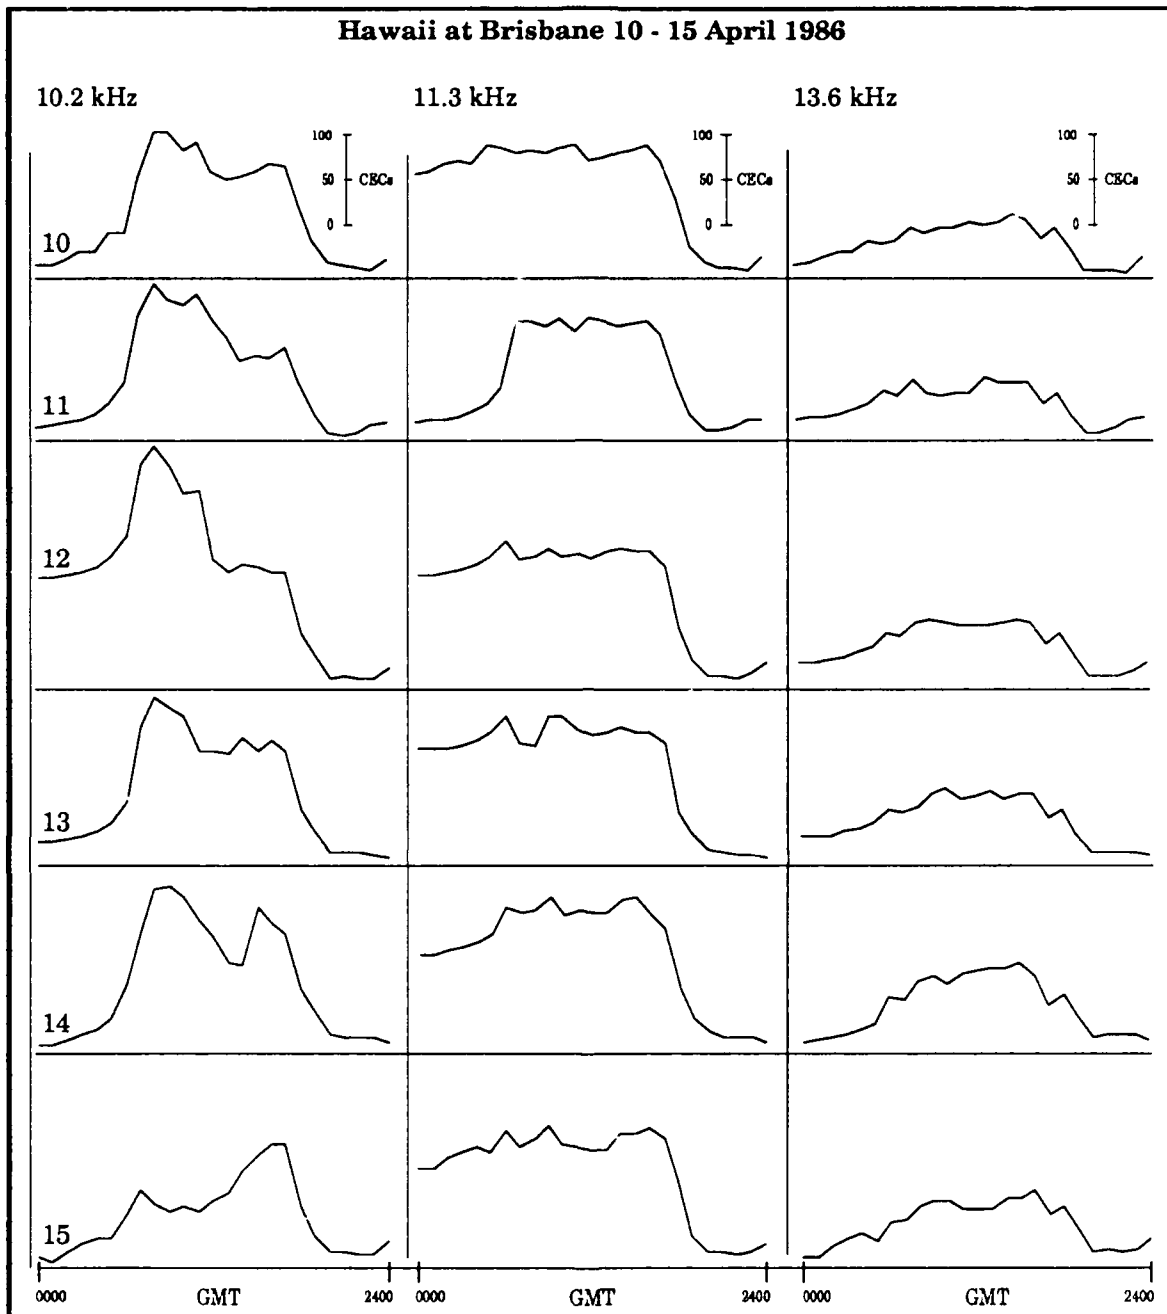 Hawaii at Brisbane 10 - 15 April 1986
10.2 kHz 11.3 kHz 13.6 kHz
100 100 100
50 CECs 50 CECs 50 CECs
0 0 0
10
11
12
13
14
15
0000 GMT 2400 0000 GMT 2400 0000 GMT 2400